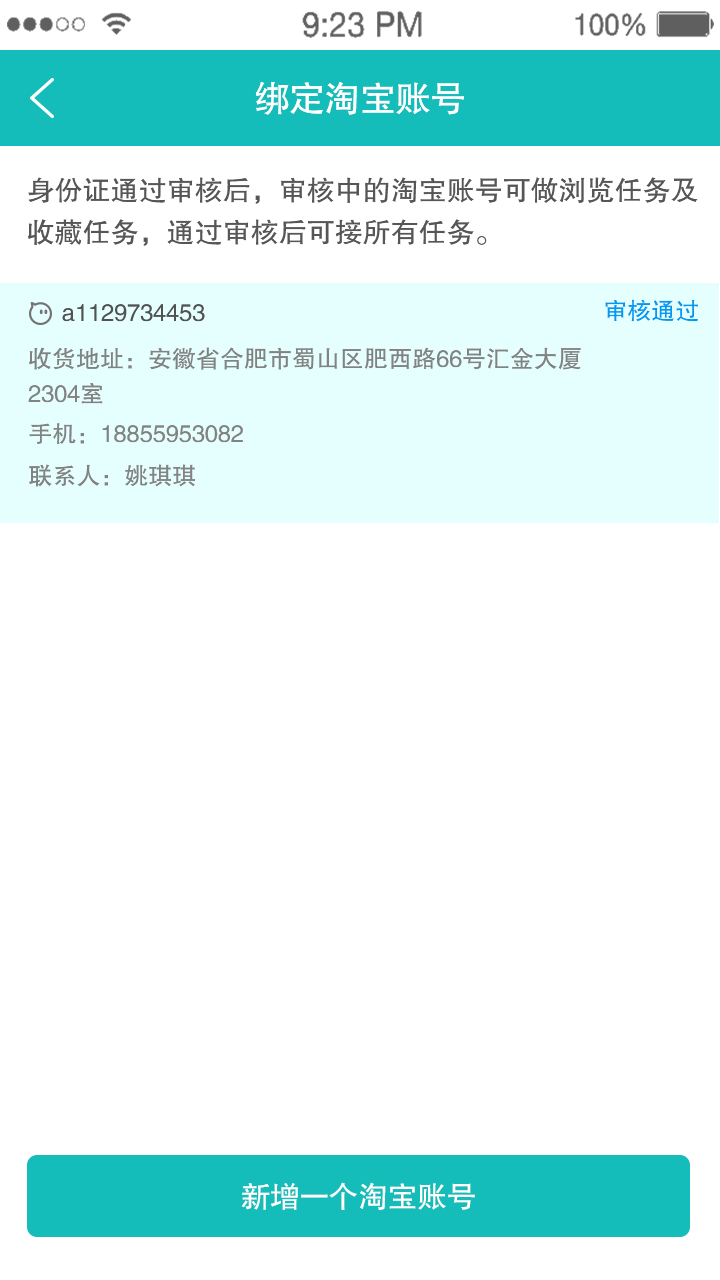 9:23 PM
100%
绑定淘宝账号
身份证通过审核后，审核中的淘宝账号可做浏览任务及
收藏任务，通过审核后可接所有任务。
a1129734453
审核通过
收货地址：安徽省合肥市蜀山区肥西路66号汇金大厦
2304室
手机：18855953082
联系人：姚琪琪
新增一个淘宝账号